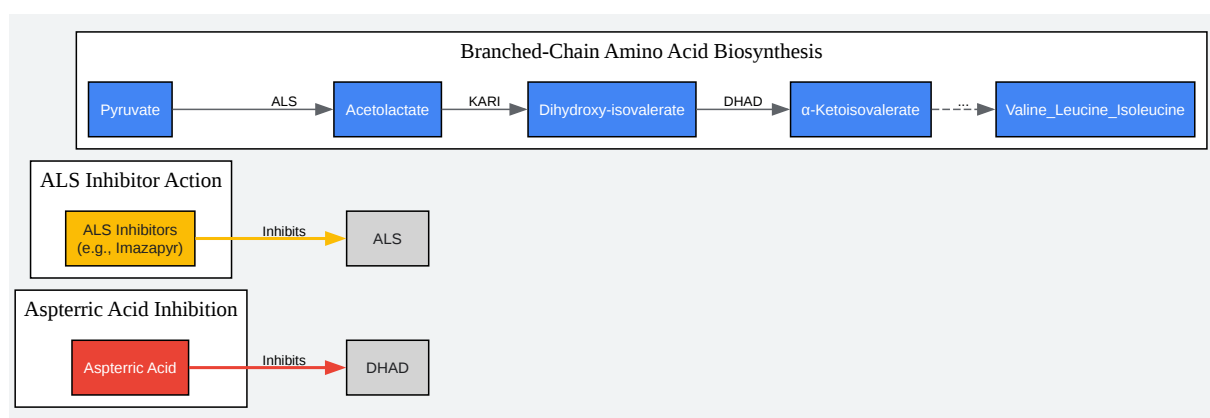 Branched-Chain Amino Acid Biosynthesis
Pyruvate
ALS
Acetolactate
KARI
Dihydroxy-isovalerate
DHAD
α-Ketoisovalerate
...
Valine_Leucine_Isoleucine
ALS Inhibitor Action
ALS Inhibitors
(e.g., Imazapyr)
Inhibits
ALS
Aspterric Acid Inhibition
Aspterric Acid
Inhibits
DHAD